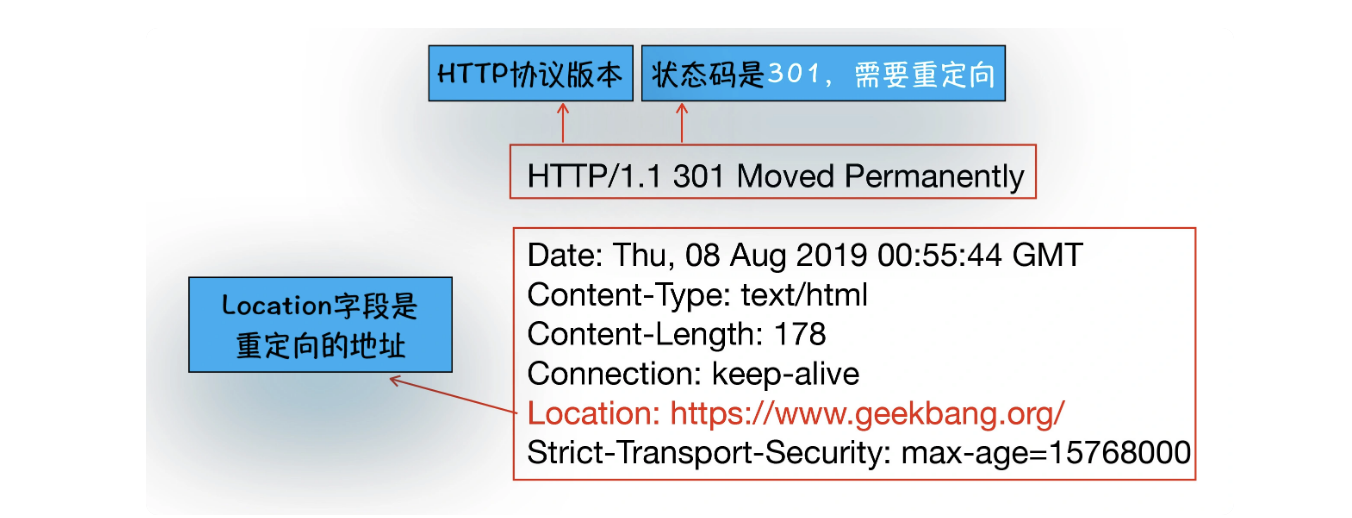 HTTP协议版本
状态码是301，需要重定向
HTTP/1.1 301 Moved Permanently
Date: Thu, 08 Aug 2019 00:55:44 GMT
Content-Type: text/html
Content-Length: 178
Connection: keep-alive
Location: https://www.geekbang.org/
Strict-Transport-Security: max-age=15768000
Location字段是
重定向的地址